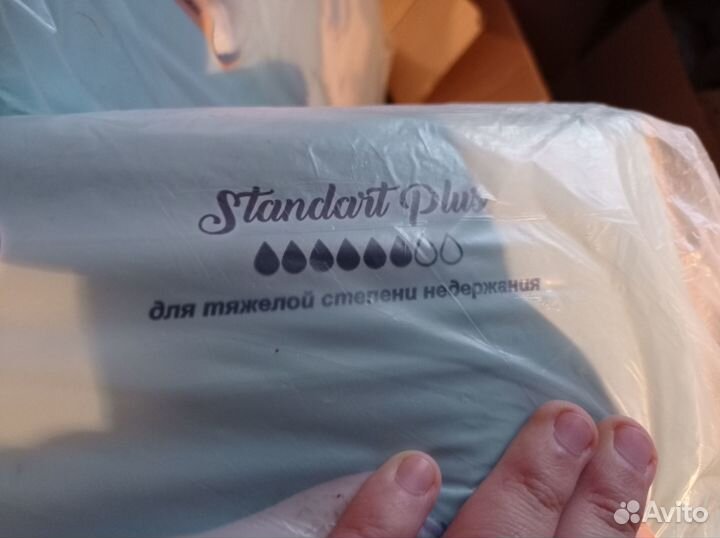 Standart Plus
для тяжелой степени недержания
Avito